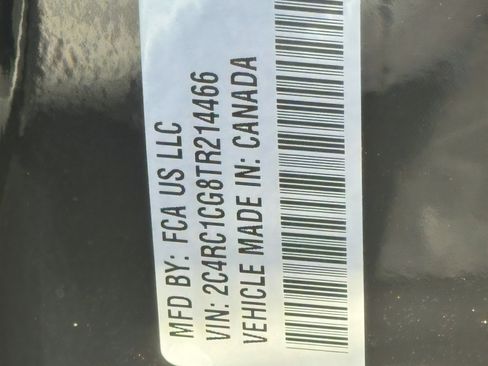 MFD BY: FCA US LLC
VIN: 2C4RC1CG8TR214466
VEHICLE MADE IN: CANADA